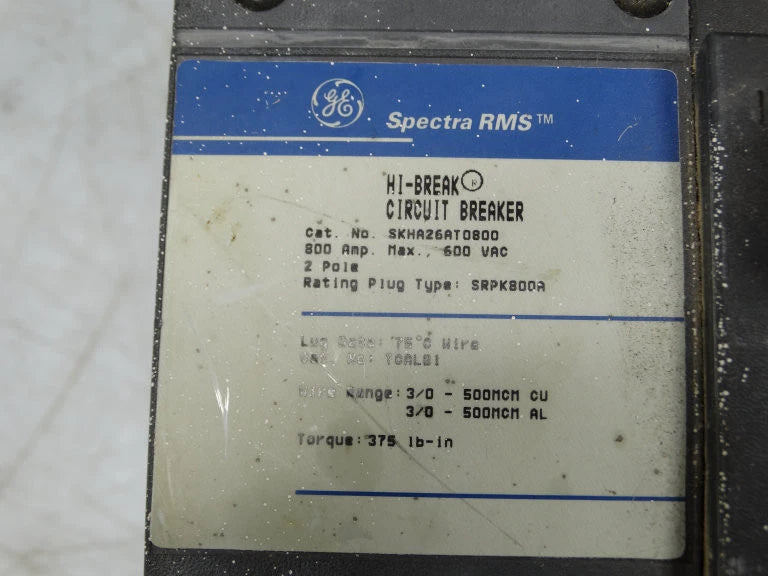 GE
Spectra RMS™
HI-BREAK®
CIRCUIT BREAKER
Cat. No. SKHA26AT0800
800 Amp. Max., 600 VAC
2 Pole
Rating Plug Type: SRPK800A
Lug Data: 75°C Wire
Cat. No: TCAL81
Wire Range: 3/0 - 500MCM CU
3/0 - 500MCM AL
Torque: 375 lb-in